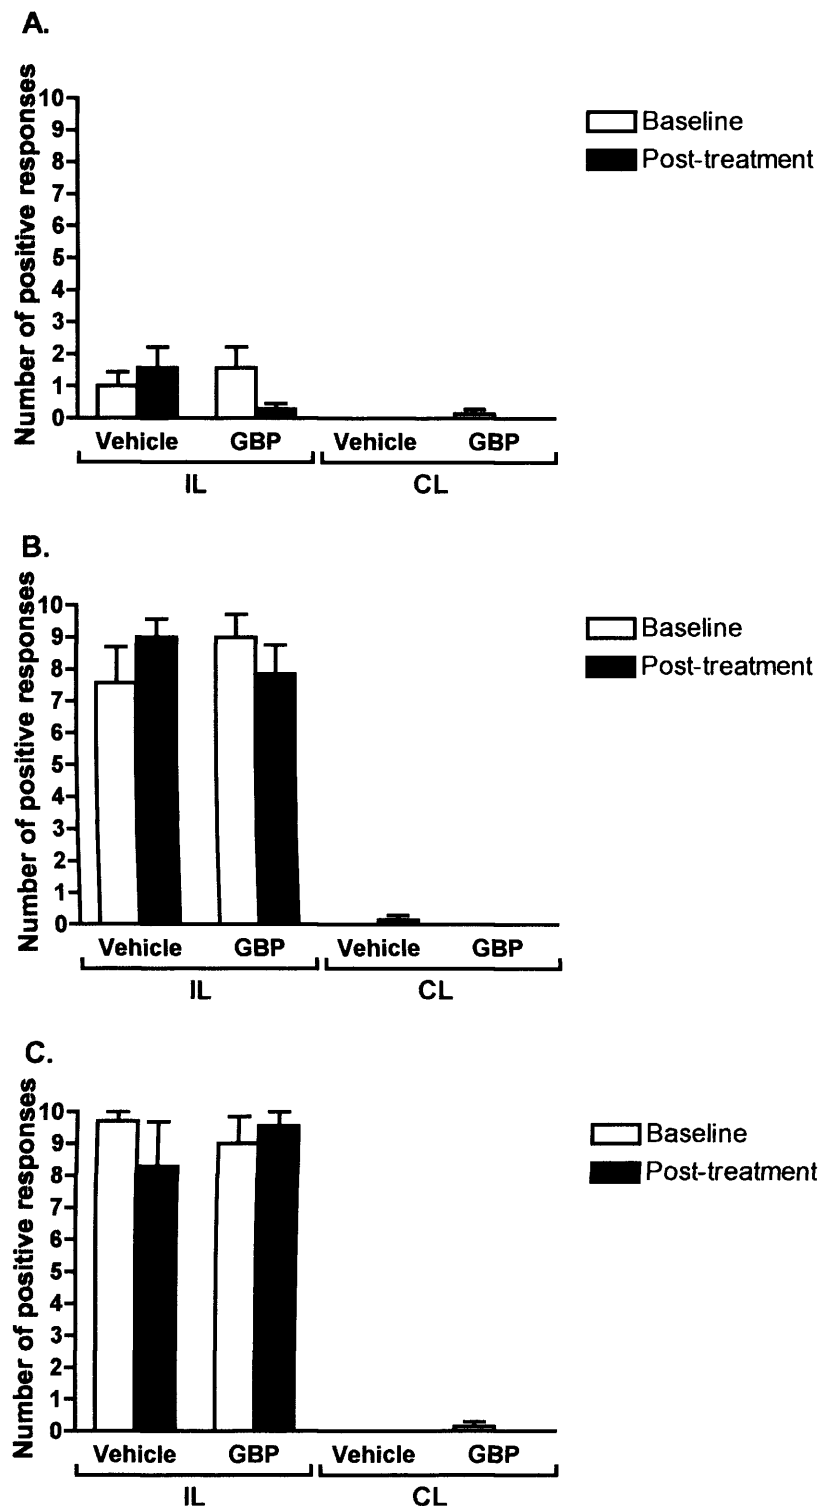 A.
Number of positive responses
10
9
8
7
6
5
4
3
2
1
0
Baseline
Post-treatment
Vehicle GBP Vehicle GBP
IL CL
B.
Number of positive responses
10
9
8
7
6
5
4
3
2
1
0
Baseline
Post-treatment
Vehicle GBP Vehicle GBP
IL CL
C.
Number of positive responses
10
9
8
7
6
5
4
3
2
1
0
Baseline
Post-treatment
Vehicle GBP Vehicle GBP
IL CL